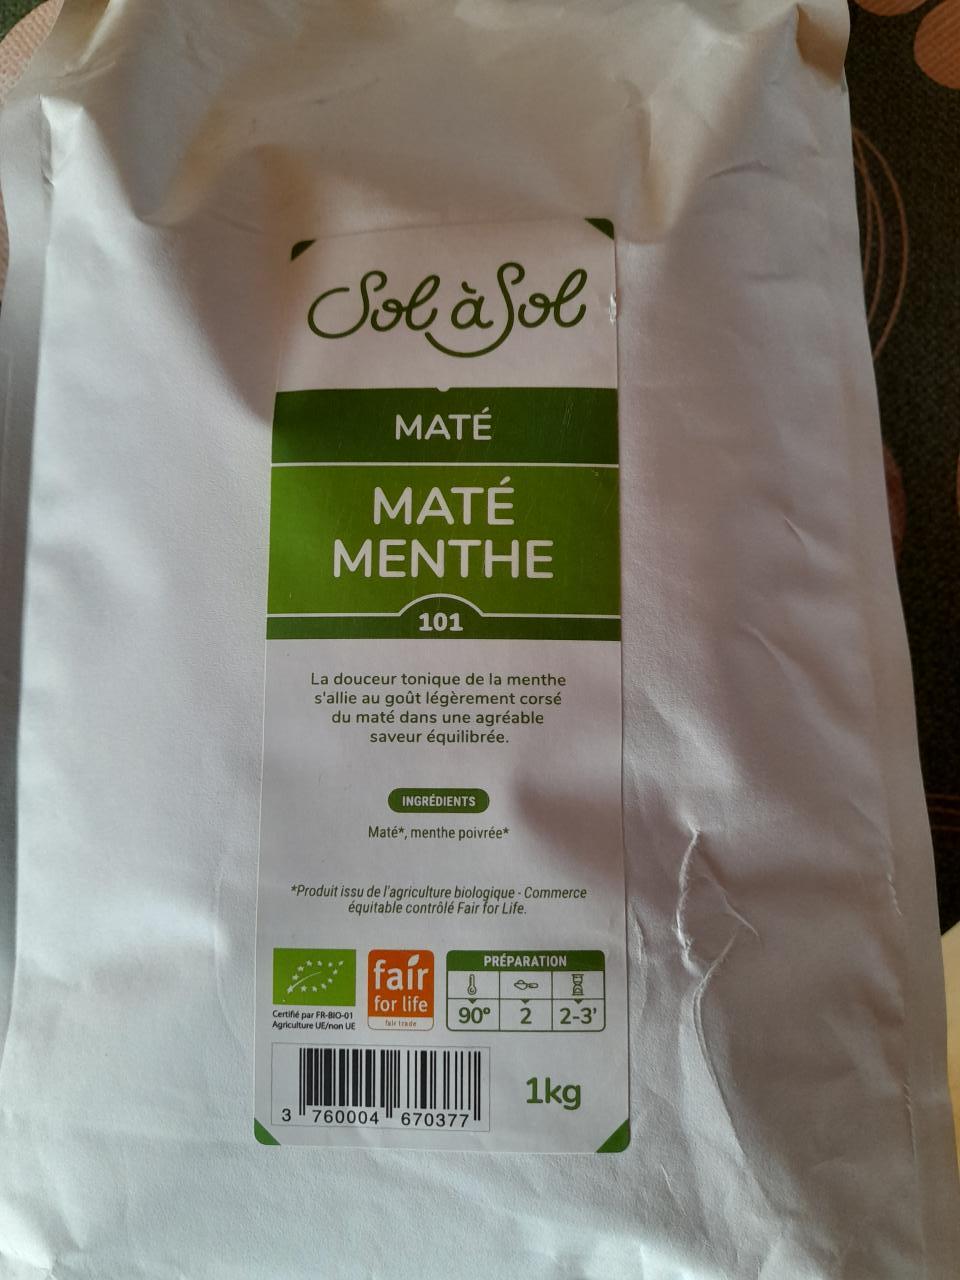 Sol à Sol
MATÉ
MATÉ
MENTHE
101
La douceur tonique de la menthe
s'allie au goût légèrement corsé
du maté dans une agréable
saveur équilibrée.
INGRÉDIENTS
Maté*, menthe poivrée*
*Produit issu de l'agriculture biologique - Commerce
équitable contrôlé Fair for Life.
fair
for life
fair trade
Certifié par FR-BIO-01
Agriculture UE/non UE
PRÉPARATION
90° 2 2-3'
3 760004 670377
1kg